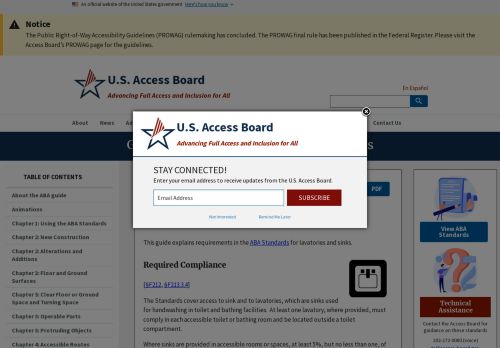 An official website of the United States government Here's how you know
Notice
The Public Right-of-Way Accessibility Guidelines (PROWAG) rulemaking has concluded. The PROWAG final rule has been published in the Federal Register. Please visit the
Access Board's PROWAG page for the guidelines.
U.S. Access Board
Advancing Full Access and Inclusion for All
En Español
About News Contact Us
U.S. Access Board
Advancing Full Access and Inclusion for All
STAY CONNECTED!
Enter your email address to receive updates from the U.S. Access Board.
Email Address SUBSCRIBE
Not Interested Remind Me Later
TABLE OF CONTENTS
About the ABA guide
Animations
Chapter 1: Using the ABA Standards
Chapter 2: New Construction
Chapter 2: Alterations and
Additions
Chapter 3: Floor and Ground
Surfaces
Chapter 3: Clear Floor or Ground
Space and Turning Space
Chapter 3: Operable Parts
Chapter 3: Protruding Objects
Chapter 4: Accessible Routes
PDF
This guide explains requirements in the ABA Standards for lavatories and sinks.
Required Compliance
[§F212, §F213.3.4]
The Standards cover access to sink and to lavatories, which are sinks used
for handwashing in toilet and bathing facilities. At least one lavatory, where provided, must
comply in each accessible toilet or bathing room and be located outside a toilet
compartment.
Where sinks are provided in accessible rooms or spaces, at least 5%, but no less than one, of
View ABA
Standards
Technical
Assistance
Contact the Access Board for
guidance on these standards